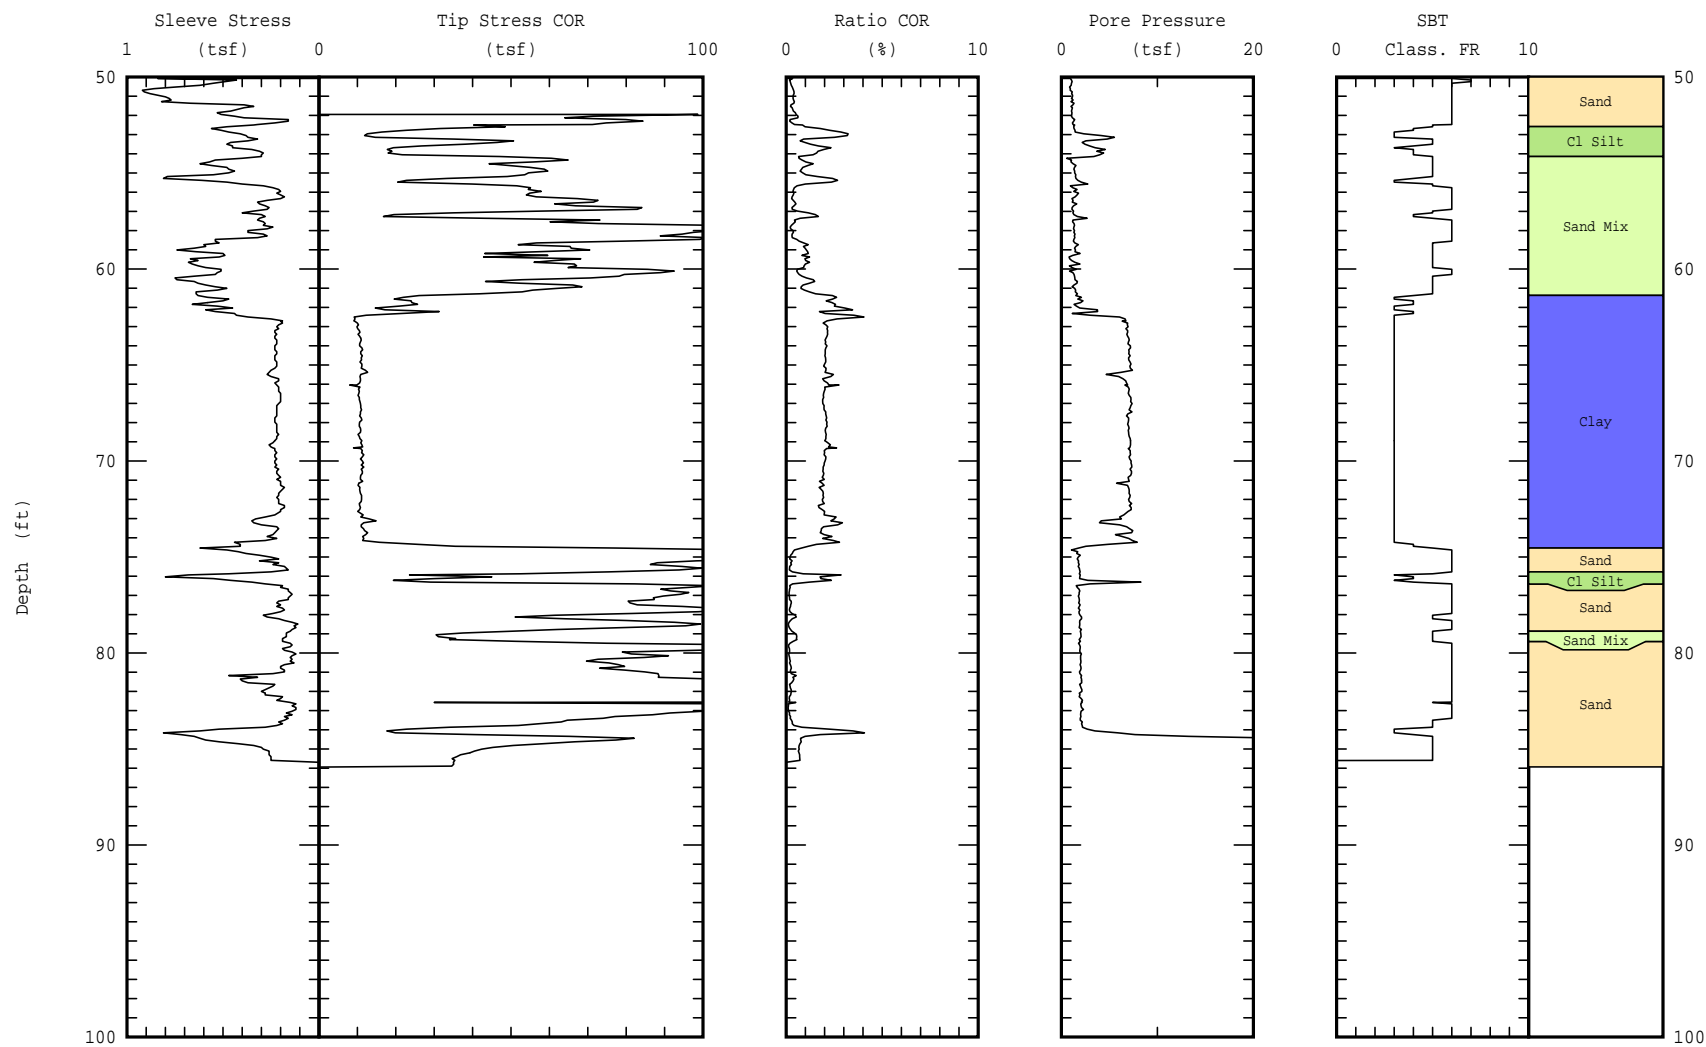 Sleeve Stress Tip Stress COR Ratio COR Pore Pressure SBT
1 (tsf) 0 (tsf) 100 0 (%) 10 0 (tsf) 20 0 Class. FR 10
50 50
Sand
Cl Silt
Sand Mix
60 60
Clay
70 70
Depth (ft)
Sand
Cl Silt
Sand
Sand Mix
80 80
Sand
90 90
100 100